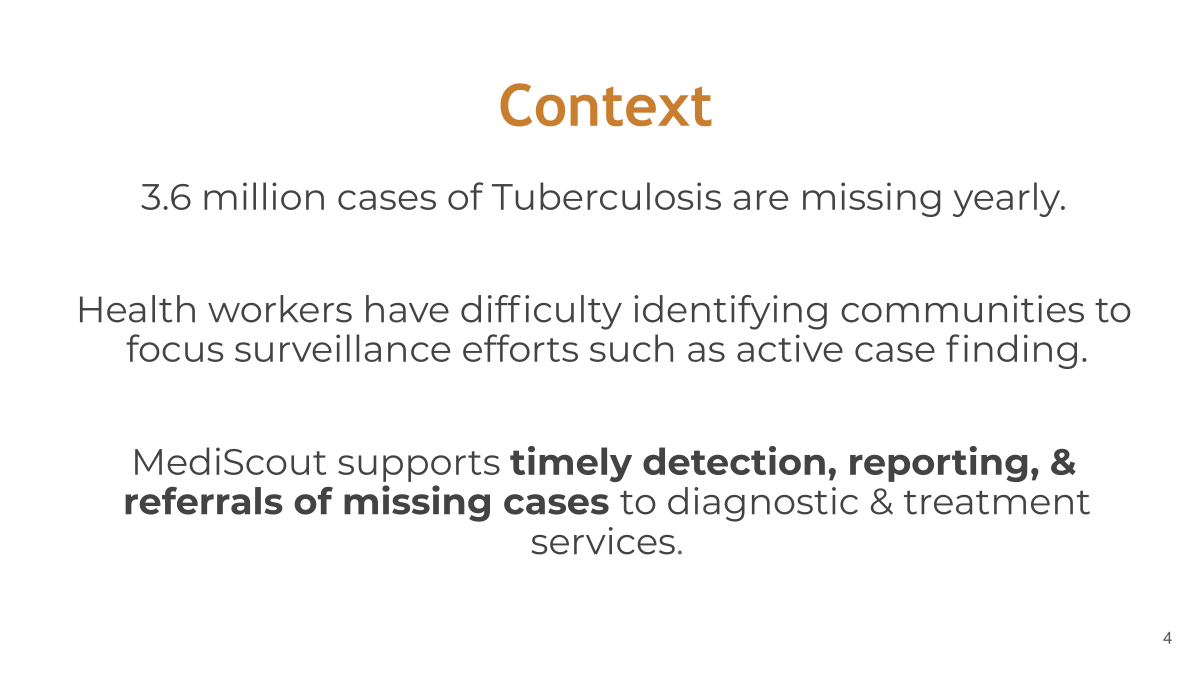 Context
3.6 million cases of Tuberculosis are missing yearly.
Health workers have difficulty identifying communities to
focus surveillance efforts such as active case finding.
MediScout supports timely detection, reporting, &
referrals of missing cases to diagnostic & treatment
services.
4